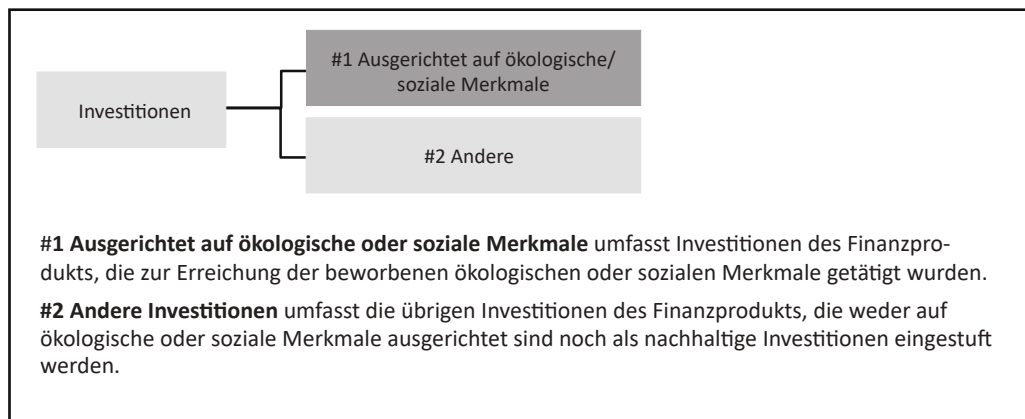 #1 Ausgerichtet auf ökologische/
soziale Merkmale
Investitionen
#2 Andere
#1 Ausgerichtet auf ökologische oder soziale Merkmale umfasst Investitionen des Finanzpro-
dukts, die zur Erreichung der beworbenen ökologischen oder sozialen Merkmale getätigt wurden.
#2 Andere Investitionen umfasst die übrigen Investitionen des Finanzprodukts, die weder auf
ökologische oder soziale Merkmale ausgerichtet sind noch als nachhaltige Investitionen eingestuft
werden.